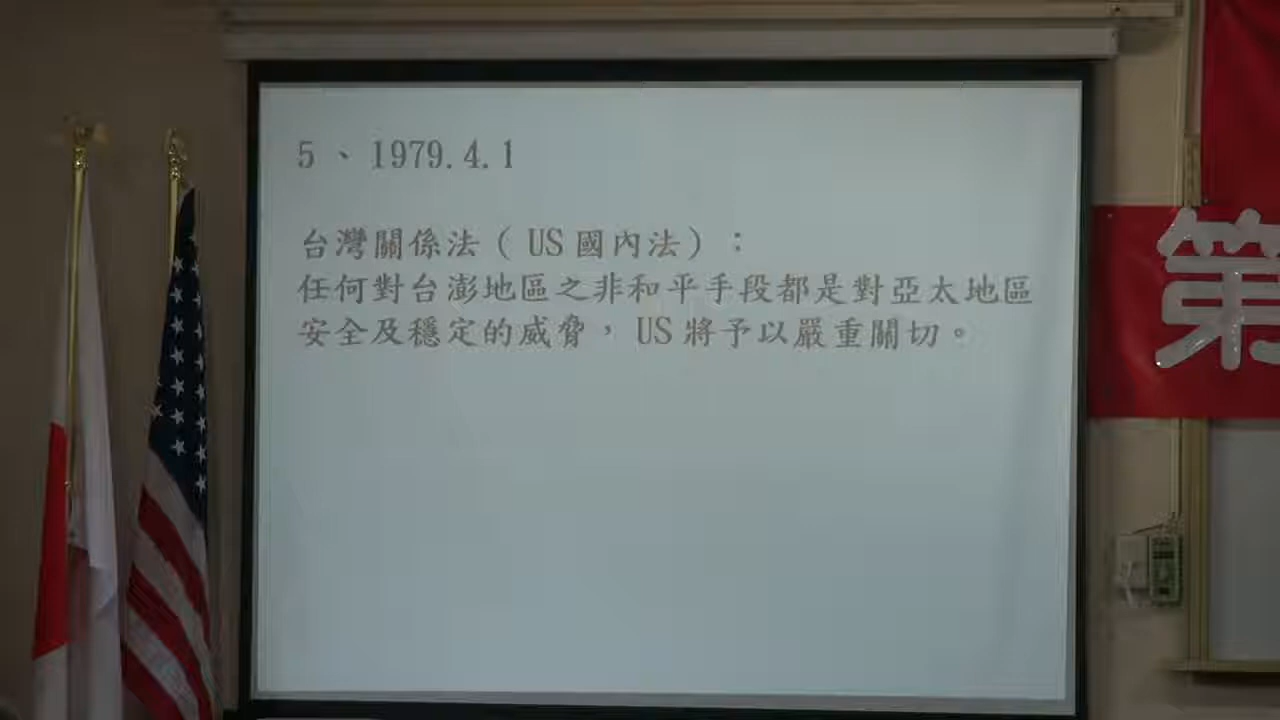 5、1979.4.1
台灣關係法(US國內法):
任何對台澎地區之非和平手段都是對亞太地區
安全及穩定的威脅,US將予以嚴重關切。
第